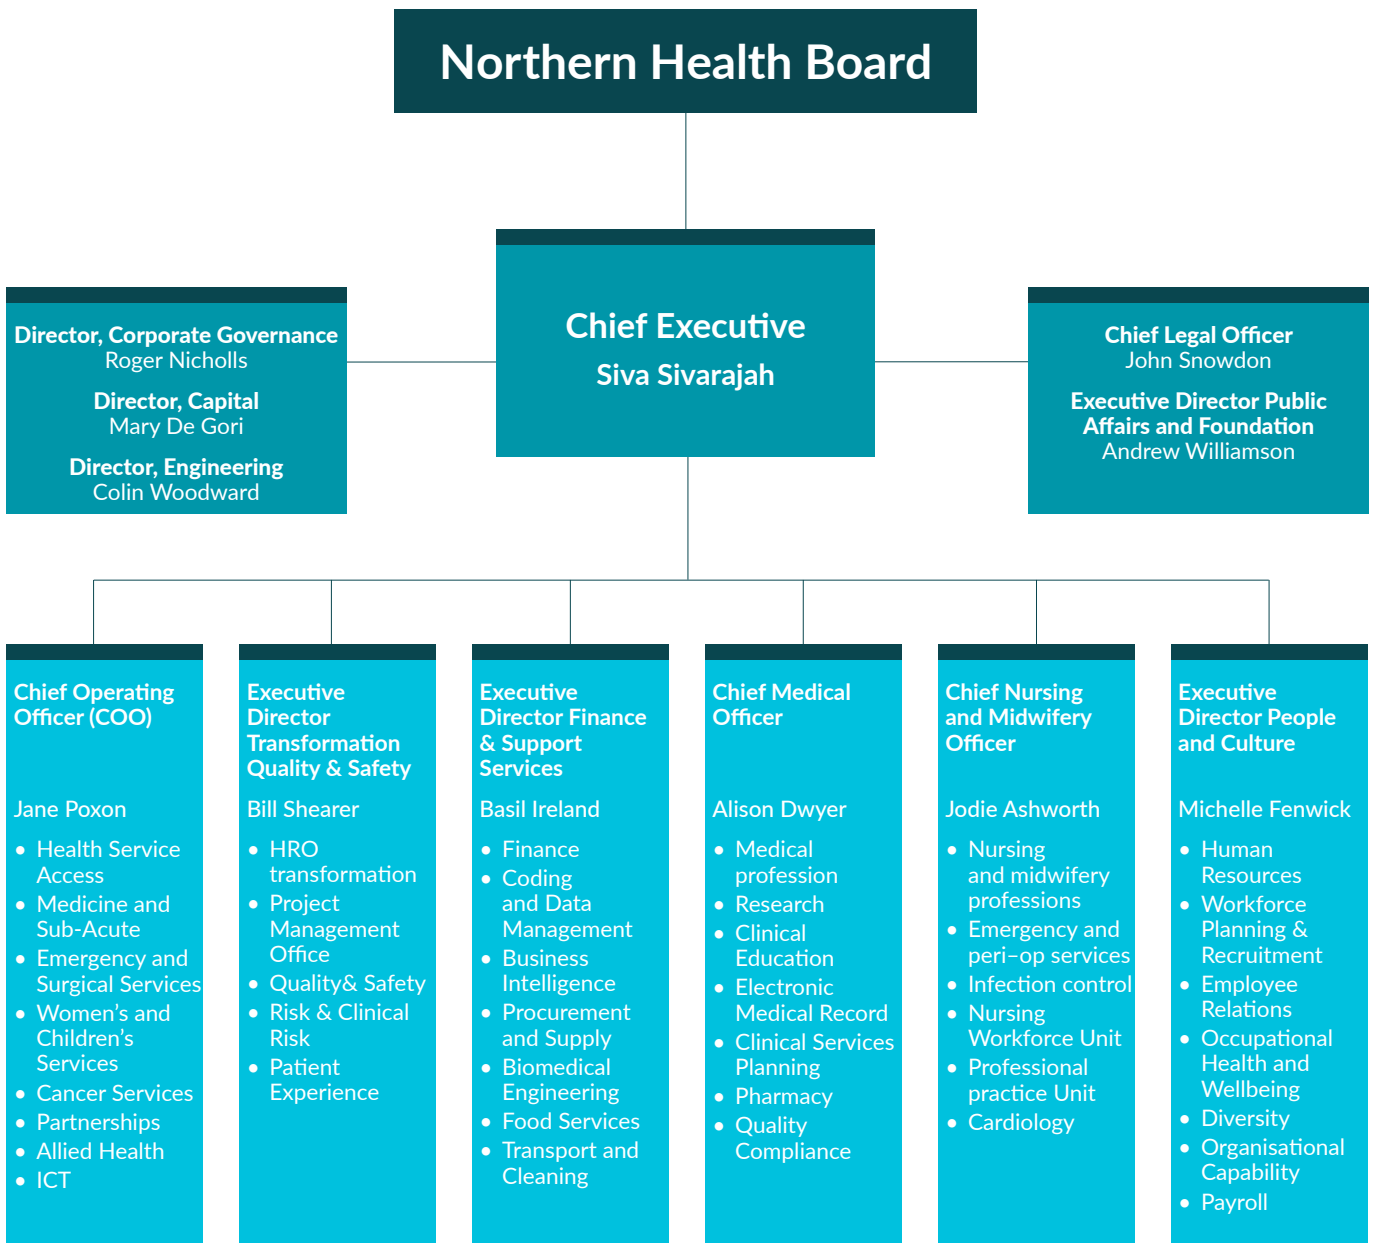 Northern Health Board
Chief Executive
Siva Sivarajah
Director, Corporate Governance
Roger Nicholls
Director, Capital
Mary De Gori
Director, Engineering
Colin Woodward
Chief Legal Officer
John Snowdon
Executive Director Public
Affairs and Foundation
Andrew Williamson
Chief Operating
Officer (COO)
Jane Poxon
• Health Service
Access
• Medicine and
Sub-Acute
• Emergency and
Surgical Services
• Women's and
Children's
Services
• Cancer Services
• Partnerships
• Allied Health
• ICT
Executive
Director
Transformation
Quality & Safety
Bill Shearer
• HRO
transformation
• Project
Management
Office
• Quality& Safety
• Risk & Clinical
Risk
• Patient
Experience
Executive
Director Finance
& Support
Services
Basil Ireland
• Finance
• Coding
and Data
Management
• Business
Intelligence
• Procurement
and Supply
• Biomedical
Engineering
• Food Services
• Transport and
Cleaning
Chief Medical
Officer
Alison Dwyer
• Medical
profession
• Research
• Clinical
Education
• Electronic
Medical Record
• Clinical Services
Planning
• Pharmacy
• Quality
Compliance
Chief Nursing
and Midwifery
Officer
Jodie Ashworth
• Nursing
and midwifery
professions
• Emergency and
peri–op services
• Infection control
• Nursing
Workforce Unit
• Professional
practice Unit
• Cardiology
Executive
Director People
and Culture
Michelle Fenwick
• Human
Resources
• Workforce
Planning &
Recruitment
• Employee
Relations
• Occupational
Health and
Wellbeing
• Diversity
• Organisational
Capability
• Payroll